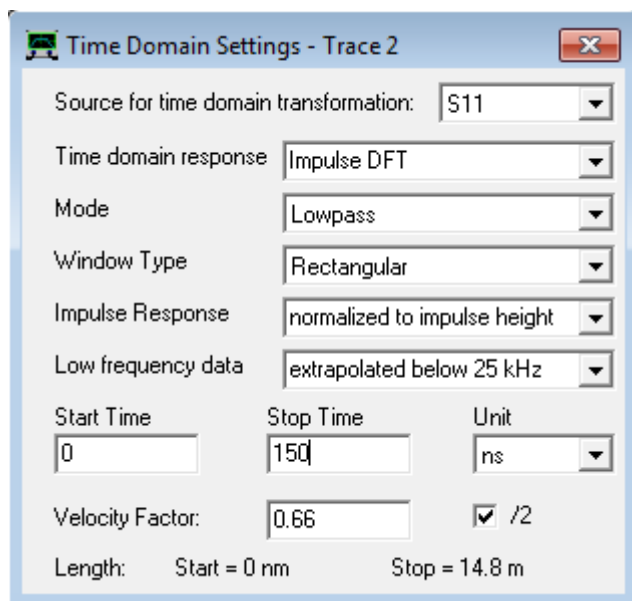 Time Domain Settings - Trace 2
Source for time domain transformation: S11
Time domain response Impulse DFT
Mode Lowpass
Window Type Rectangular
Impulse Response normalized to impulse height
Low frequency data extrapolated below 25 kHz
Start Time Stop Time Unit
0 150 ns
Velocity Factor: 0.66 /2
Length: Start = 0 nm Stop = 14.8 m